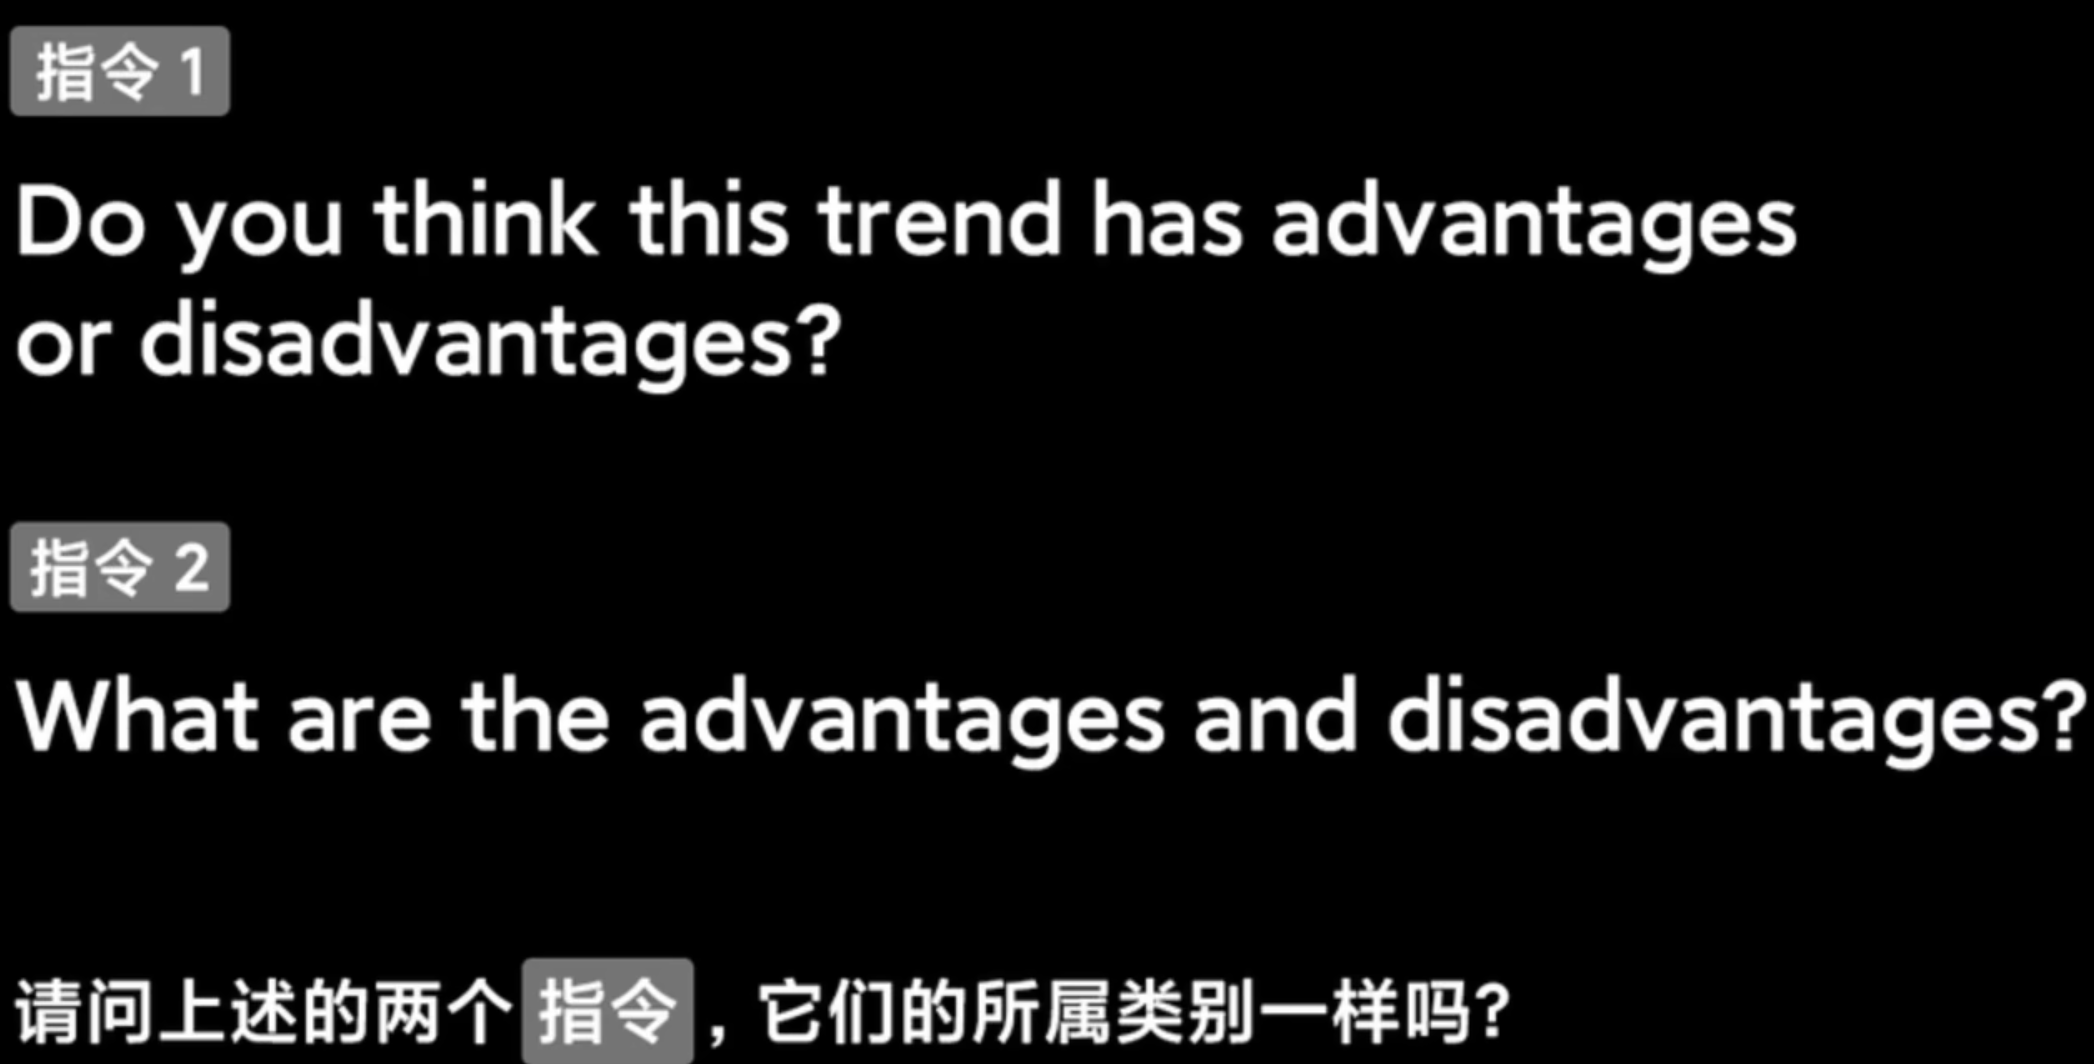 指令 1
Do you think this trend has advantages
or disadvantages?
指令 2
What are the advantages and disadvantages?
请问上述的两个 指令，它们的所属类别一样吗?